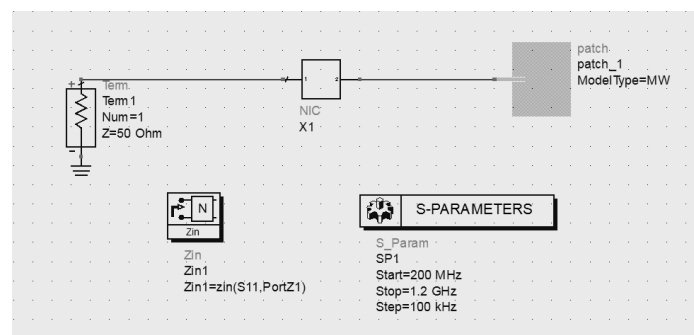 +
Term
Term1
Num=1
Z=50 Ohm
-
1
2
NIC
X1
patch
patch_1
ModelType=MW
N
Zin
Zin
Zin1
Zin1=zin(S11,PortZ1)
S-PARAMETERS
S_Param
SP1
Start=200 MHz
Stop=1.2 GHz
Step=100 kHz